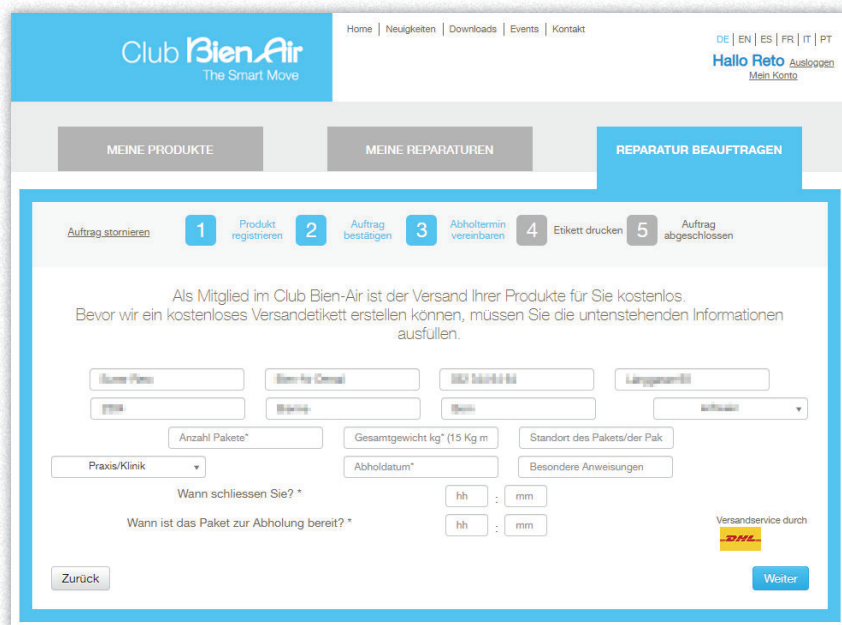 Home | Neuigkeiten | Downloads | Events | Kontakt
DE | EN | ES | FR | IT | PT
Club Bien Air
The Smart Move
Hallo Reto Ausloggen
Mein Konto
MEINE PRODUKTE
MEINE REPARATUREN
REPARATUR BEAUFTRAGEN
Auftrag stornieren
1 Produkt registrieren
2 Auftrag bestätigen
3 Abholtermin vereinbaren
4 Etikett drucken
5 Auftrag abgeschlossen
Als Mitglied im Club Bien-Air ist der Versand Ihrer Produkte für Sie kostenlos.
Bevor wir ein kostenloses Versandetikett erstellen können, müssen Sie die untenstehenden Informationen
ausfüllen.
Anzahl Pakete*
Gesamtgewicht kg* (15 Kg m
Standort des Pakets/der Pak
Praxis/Klinik
Abholdatum*
Besondere Anweisungen
Wann schliessen Sie? * hh : mm
Wann ist das Paket zur Abholung bereit? * hh : mm
Versandservice durch
DHL
Zurück
Weiter